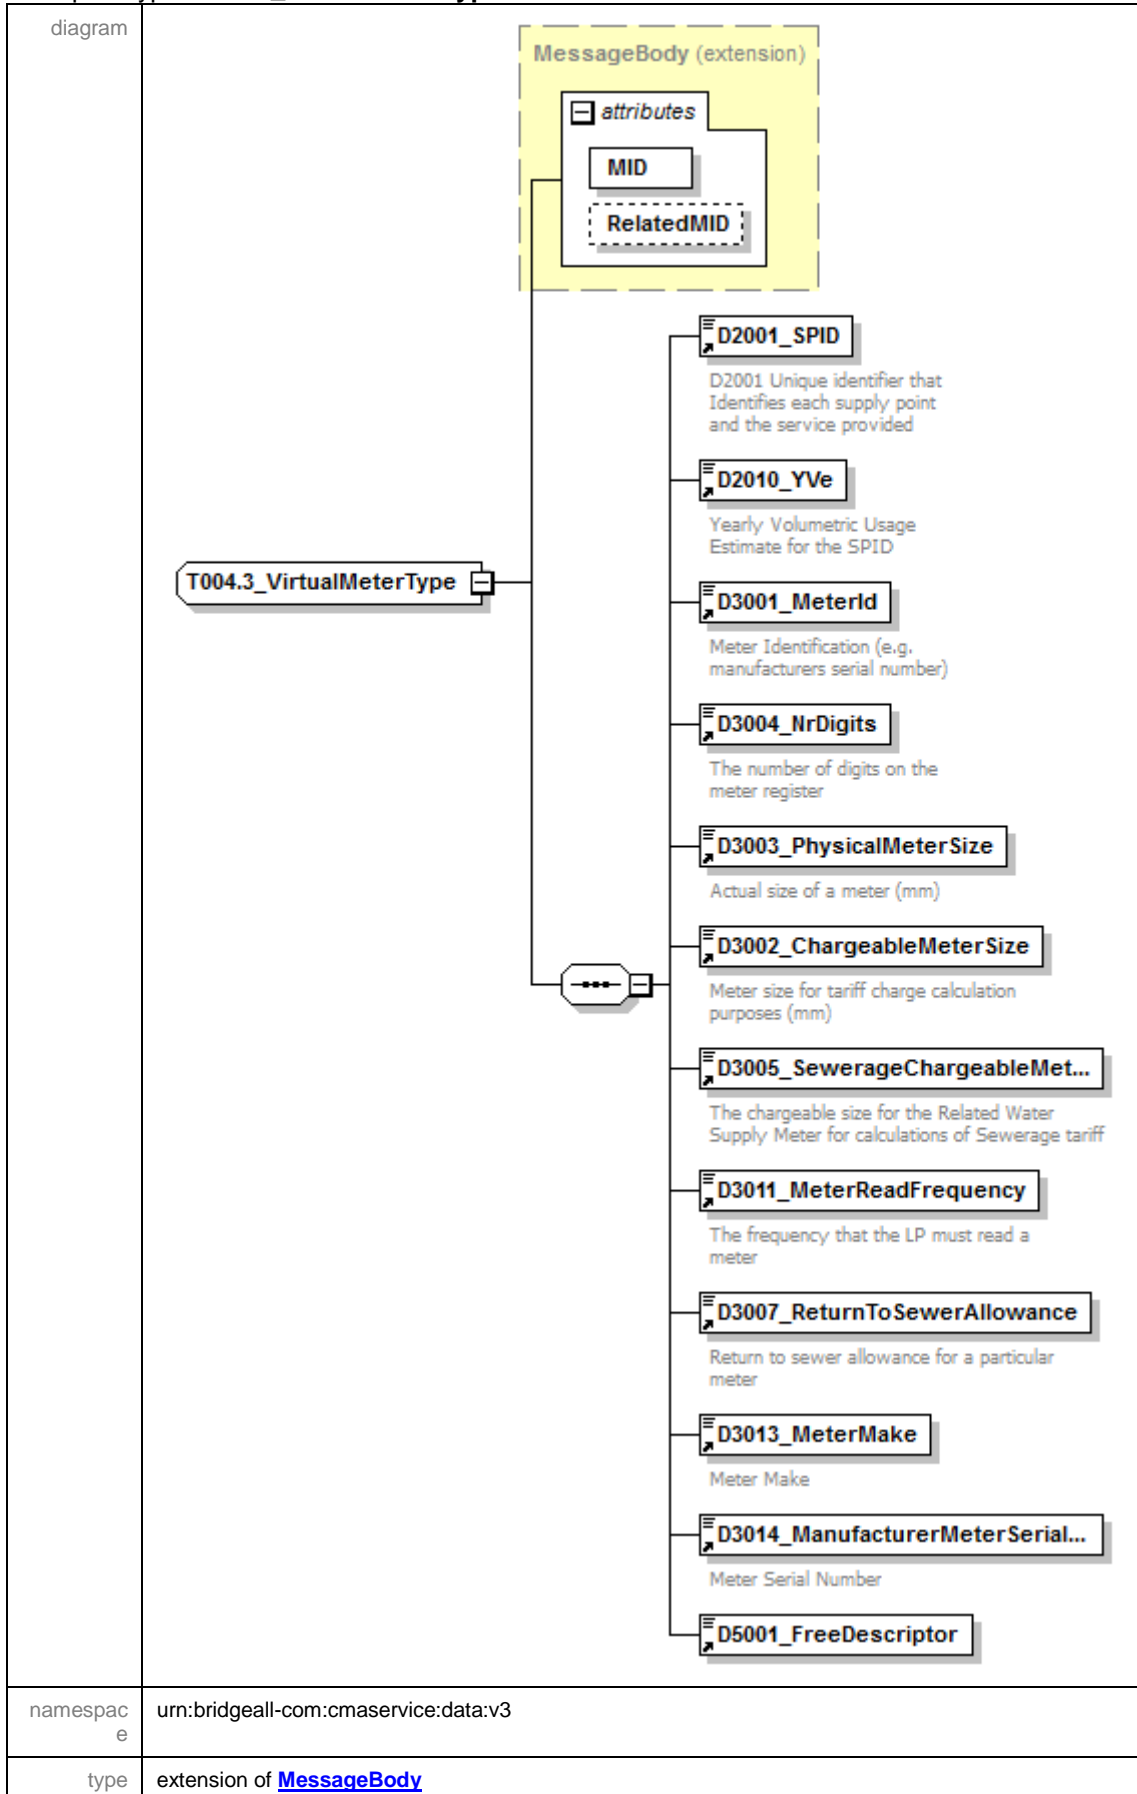 diagram
MessageBody (extension)
attributes
MID
RelatedMID
D2001_SPID
D2001 Unique identifier that
Identifies each supply point
and the service provided
D2010_YVe
Yearly Volumetric Usage
Estimate for the SPID
T004.3_VirtualMeterType
D3001_MeterId
Meter Identification (e.g.
manufacturers serial number)
D3004_NrDigits
The number of digits on the
meter register
D3003_PhysicalMeterSize
Actual size of a meter (mm)
D3002_ChargeableMeterSize
Meter size for tariff charge calculation
purposes (mm)
D3005_SewerageChargeableMet...
The chargeable size for the Related Water
Supply Meter for calculations of Sewerage tariff
D3011_MeterReadFrequency
The frequency that the LP must read a
meter
D3007_ReturnToSewerAllowance
Return to sewer allowance for a particular
meter
D3013_MeterMake
Meter Make
D3014_ManufacturerMeterSerial...
Meter Serial Number
D5001_FreeDescriptor
namespac
e
urn:bridgeall-com:cmaservice:data:v3
type
extension of MessageBody